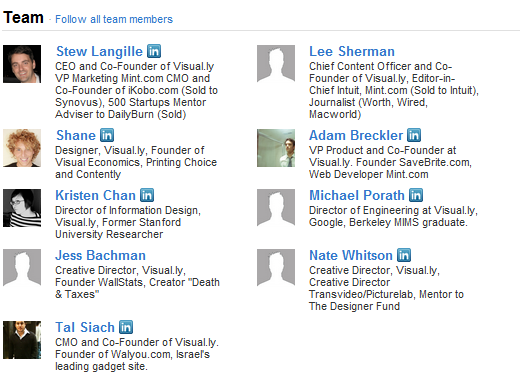 Team · Follow all team members
Stew Langille in
CEO and Co-Founder of Visual.ly
VP Marketing Mint.com CMO and
Co-Founder of iKobo.com (Sold to
Synovus), 500 Startups Mentor
Adviser to DailyBurn (Sold)
Lee Sherman
Chief Content Officer and Co-
Founder of Visual.ly, Editor-in-
Chief Intuit, Mint.com (Sold to Intuit),
Journalist (Worth, Wired,
Macworld)
Shane in
Designer, Visual.ly, Founder of
Visual Economics, Printing Choice
and Contently
Adam Breckler in
VP Product and Co-Founder at
Visual.ly. Founder SaveBrite.com,
Web Developer Mint.com
Kristen Chan in
Director of Information Design,
Visual.ly, Former Stanford
University Researcher
Michael Porath in
Director of Engineering at Visual.ly,
Google, Berkeley MIMS graduate.
Jess Bachman
Creative Director, Visual.ly,
Founder WallStats, Creator "Death
& Taxes"
Nate Whitson in
Creative Director, Visual.ly,
Creative Director
Transvideo/Picturelab, Mentor to
The Designer Fund
Tal Siach in
CMO and Co-Founder of Visual.ly.
Founder of Walyou.com, Israel's
leading gadget site.